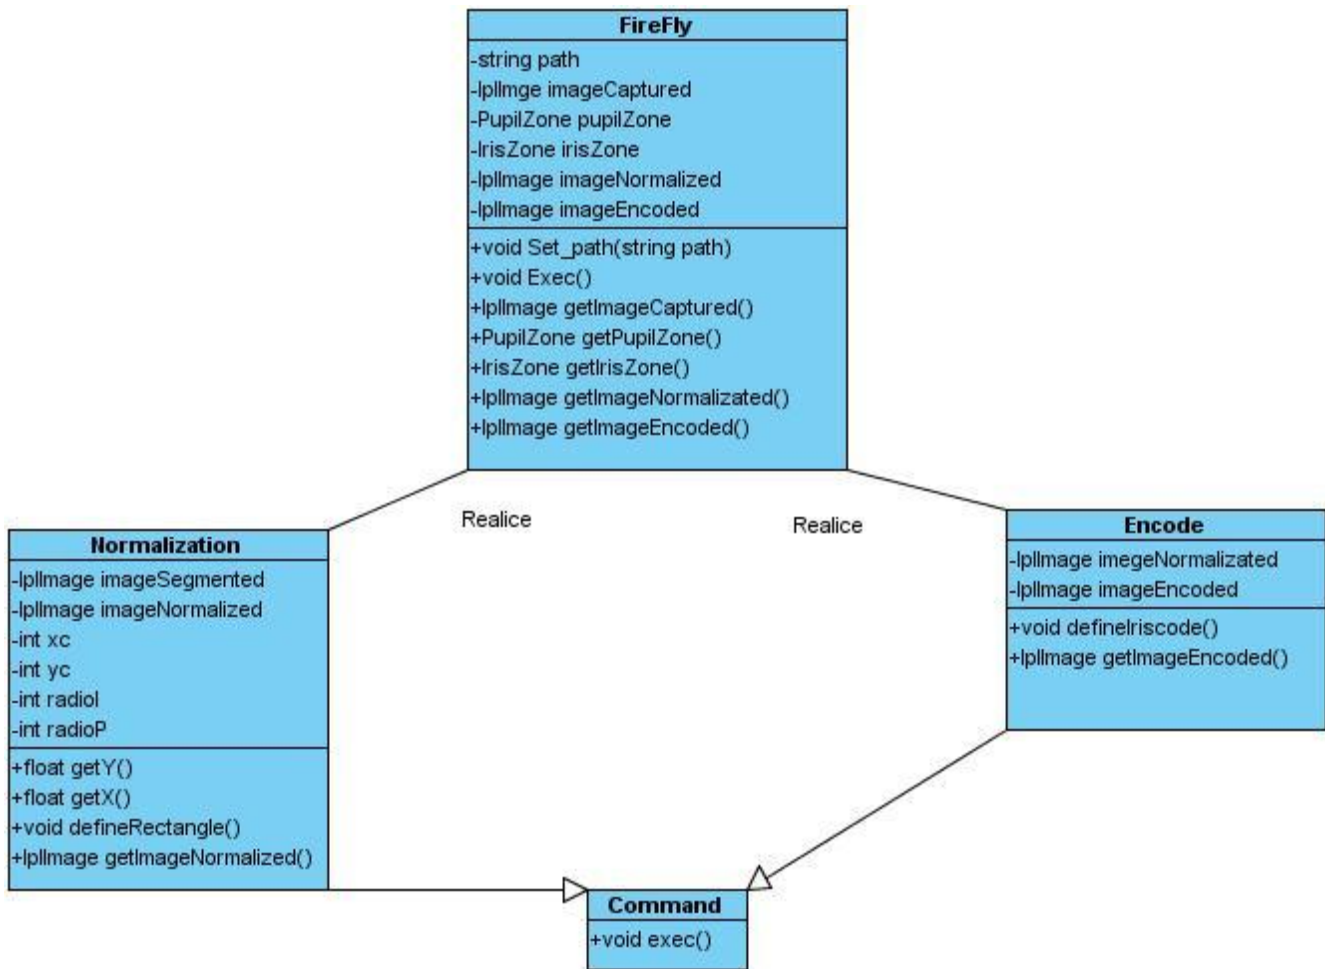 FireFly
-string path
-IplImge imageCaptured
-PupilZone pupilZone
-IrisZone irisZone
-IplImage imageNormalized
-IplImage imageEncoded
+void Set_path(string path)
+void Exec()
+IplImage getImageCaptured()
+PupilZone getPupilZone()
+IrisZone getIrisZone()
+IplImage getImageNormalizated()
+IplImage getImageEncoded()
Realice
Realice
Normalization
-IplImage imageSegmented
-IplImage imageNormalized
-int xc
-int yc
-int radioI
-int radioP
+float getY()
+float getX()
+void defineRectangle()
+IplImage getImageNormalized()
Encode
-IplImage imegeNormalizated
-IplImage imageEncoded
+void defineIriscode()
+IplImage getImageEncoded()
Command
+void exec()